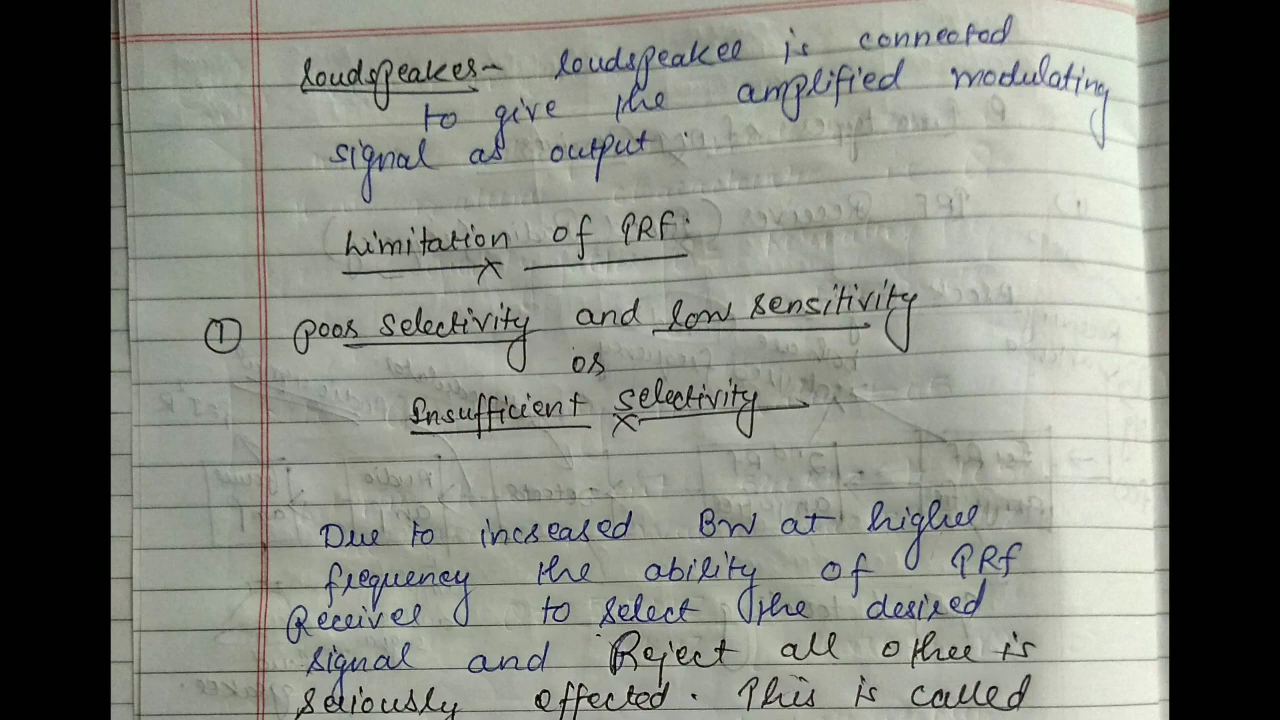 Loudspeaker- Loudspeaker is connected
to give the amplified modulating
signal as output.
Limitation of TRF:
① Poor selectivity and low sensitivity
or
Insufficient selectivity
Due to increased BW at higher
frequency the ability of TRF
Receiver to select the desired
signal and Reject all other is
seriously effected. This is called